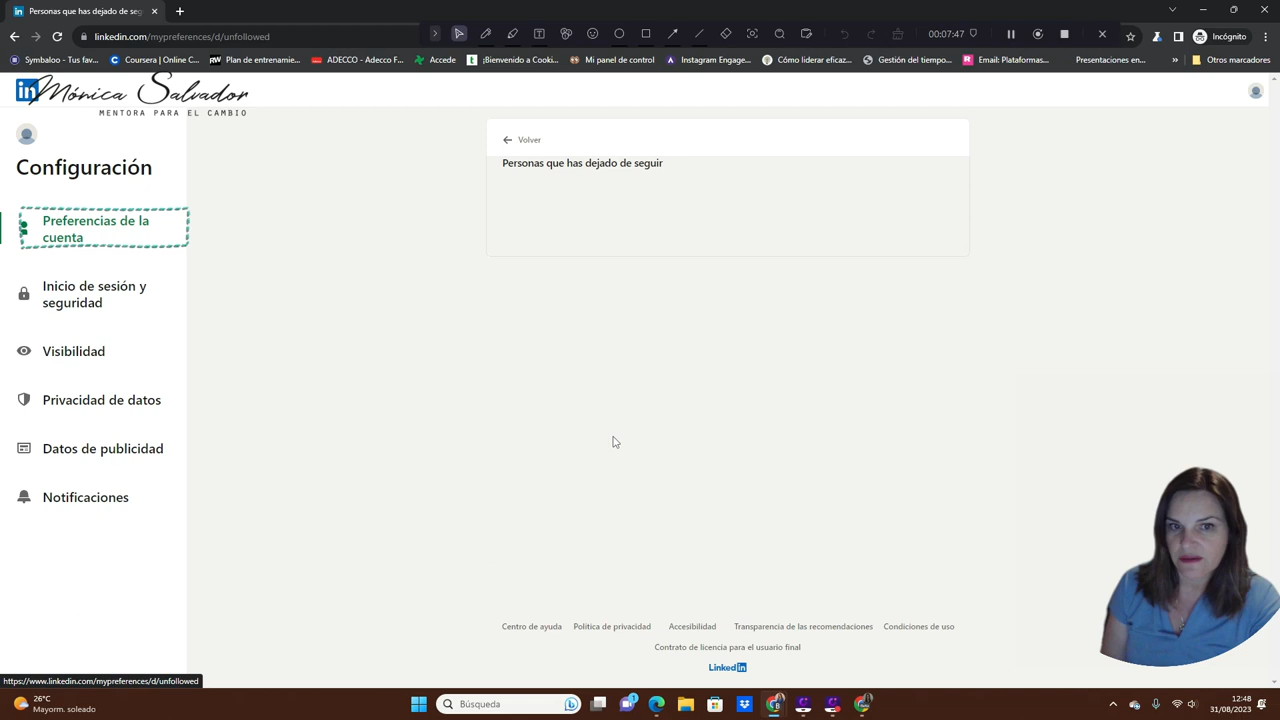 Personas que has dejado de seg
linkedin.com/mypreferences/d/unfollowed
00:07:47
Incógnito
Symbaloo - Tus fav...
Coursera | Online C...
Plan de entrenamie...
ADECCO - Adecco F...
Accede
¡Bienvenido a Cookie!
Mi panel de control
Instagram Engage...
Cómo liderar eficaz...
Gestión del tiempo...
Email Plataformas...
Presentaciones en...
Otros marcadores
in
Mónica Salvador
MENTORA PARA EL CAMBIO
Configuración
Preferencias de la
cuenta
Inicio de sesión y
seguridad
Visibilidad
Privacidad de datos
Datos de publicidad
Notificaciones
Volver
Personas que has dejado de seguir
Centro de ayuda
Política de privacidad
Accesibilidad
Transparencia de las recomendaciones
Condiciones de uso
Contrato de licencia para el usuario final
LinkedIn
https://www.linkedin.com/mypreferences/d/unfollowed
26°C
Mayorm. soleado
Búsqueda
12:48
31/08/2023